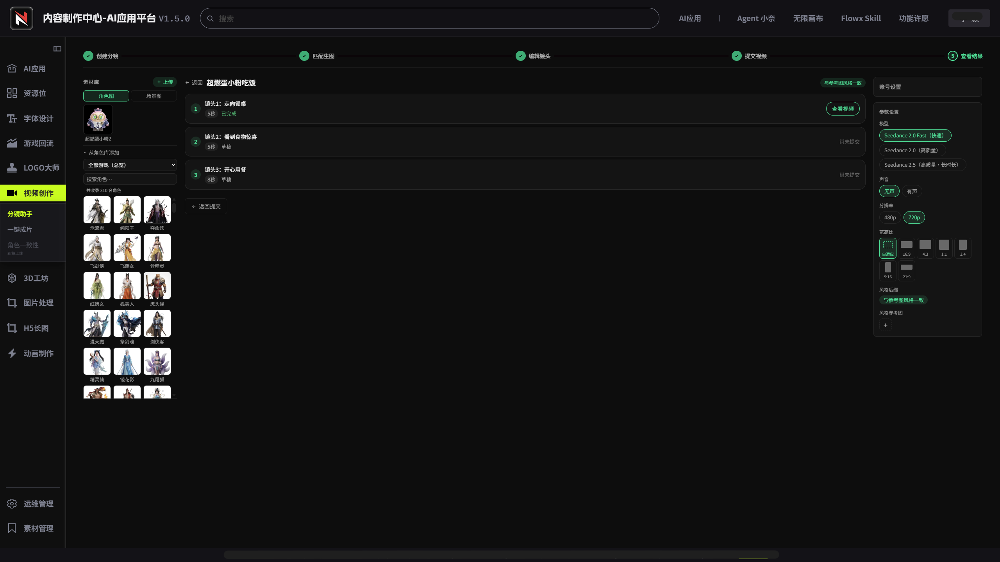 内容制作中心-AI应用平台 V1.5.0
搜索
AI应用
Agent 小奈
无限画布
Flowx Skill
功能许愿
AI应用
资源位
字体设计
游戏回流
LOGO大师
视频创作
分镜助手
一键成片
角色一致性
即将上线
3D工坊
图片处理
H5长图
动画制作
运维管理
素材管理
创建分镜
匹配生图
编辑镜头
提交视频
5 查看结果
素材库
+ 上传
角色图
场景图
超燃蛋小粉2
从角色库添加
全部游戏（总览）
搜索角色…
共收录 310 名角色
沧浪君
纯阳子
夺命妖
飞剑侠
飞燕女
骨精灵
红拂女
狐美人
虎头怪
混天魔
祭剑魂
剑侠客
精灵仙
镜花影
九尾狐
← 返回 超燃蛋小粉吃饭
与参考图风格一致
1
镜头1：走向餐桌
5秒 已完成
查看视频
2
镜头2：看到食物惊喜
5秒 草稿
尚未提交
3
镜头3：开心用餐
8秒 草稿
尚未提交
← 返回提交
账号设置
参数设置
模型
Seedance 2.0 Fast（快速）
Seedance 2.0（高质量）
Seedance 2.5（高质量・长时长）
声音
无声
有声
分辨率
480p
720p
宽高比
自适应
16:9
4:3
1:1
3:4
9:16
21:9
风格后缀
与参考图风格一致
风格参考图
+